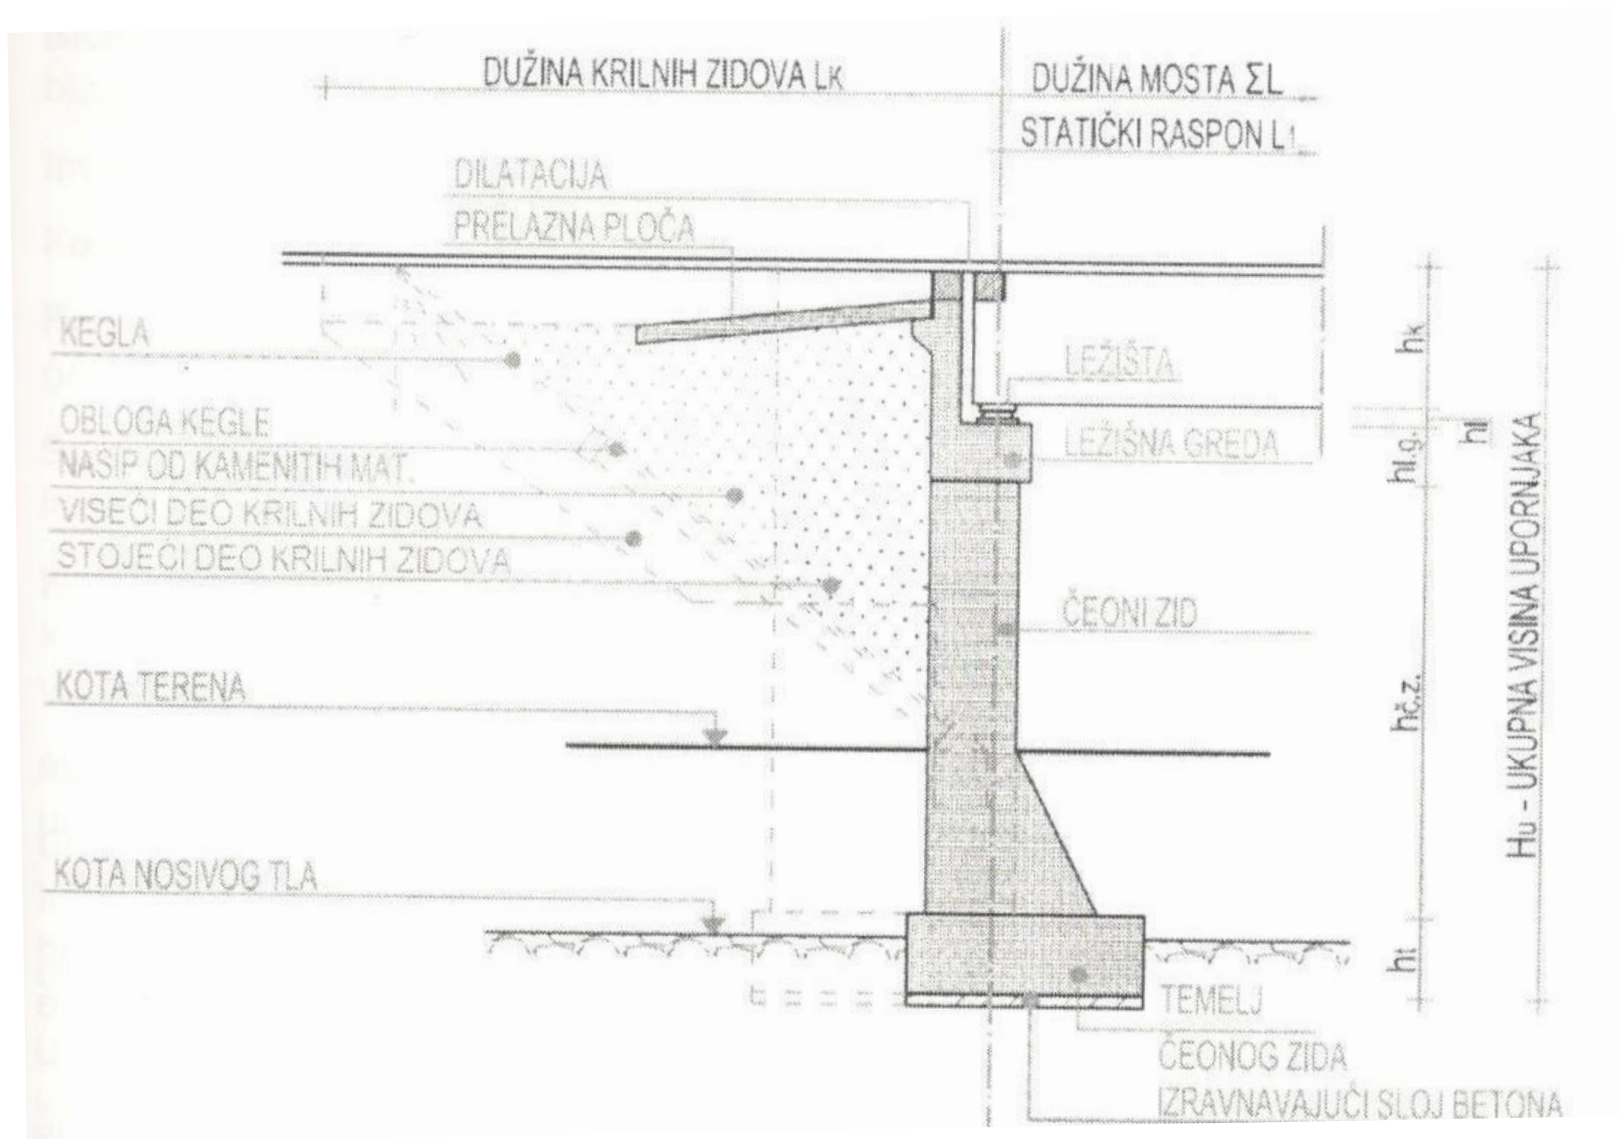 DUŽINA KRILNIH ZIDOVA LK
DUŽINA MOSTA ΣL
STATIČKI RASPON L1
DILATACIJA
PRELAZNA PLOČA
KEGLA
OBLOGA KEGLE
NASIP OD KAMENITIH MAT.
VISEĆI DEO KRILNIH ZIDOVA
STOJEĆI DEO KRILNIH ZIDOVA
KOTA TERENA
KOTA NOSIVOG TLA
LEŽIŠTA
LEŽIŠNA GREDA
ČEONI ZID
TEMELJ
ČEONOG ZIDA
IZRAVNAVAJUĆI SLOJ BETONA
hk
hl
hl.g.
hč.z.
ht
Hu - UKUPNA VISINA UPORNJAKA